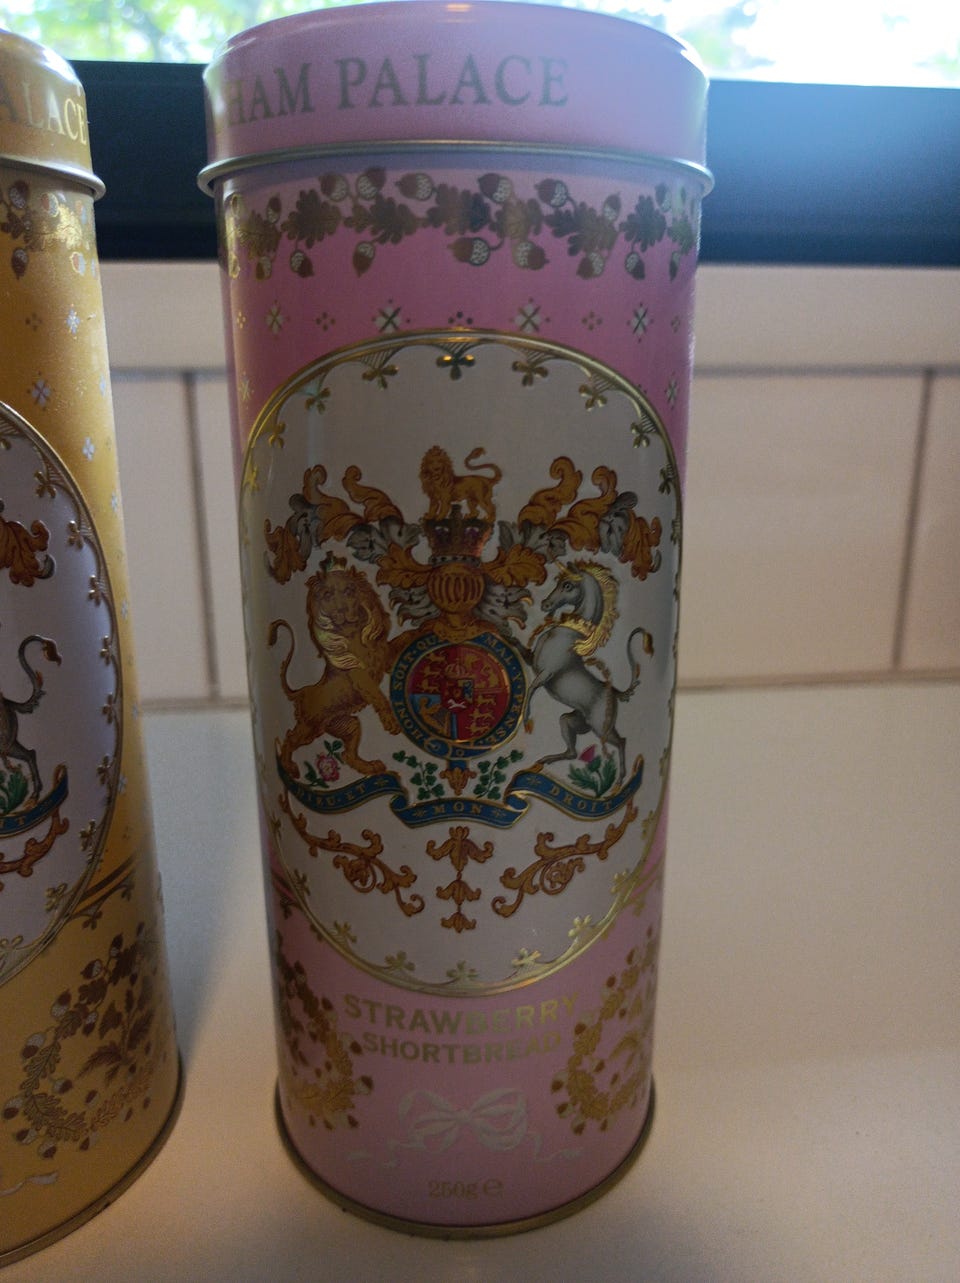 ALACE
HAM PALACE
HONI·SOIT·QUI MAL·Y·PENSE
DIEU·ET MON DROIT
STRAWBERRY
SHORTBREAD
250g ℮